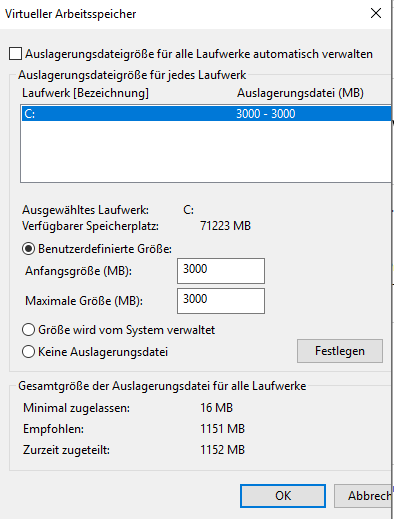 Virtueller Arbeitsspeicher
Auslagerungsdateigröße für alle Laufwerke automatisch verwalten
Auslagerungsdateigröße für jedes Laufwerk
Laufwerk [Bezeichnung] Auslagerungsdatei (MB)
C: 3000 - 3000
Ausgewähltes Laufwerk: C:
Verfügbarer Speicherplatz: 71223 MB
Benutzerdefinierte Größe:
Anfangsgröße (MB): 3000
Maximale Größe (MB): 3000
Größe wird vom System verwaltet
Keine Auslagerungsdatei Festlegen
Gesamtgröße der Auslagerungsdatei für alle Laufwerke
Minimal zugelassen: 16 MB
Empfohlen: 1151 MB
Zurzeit zugeteilt: 1152 MB
OK Abbrech